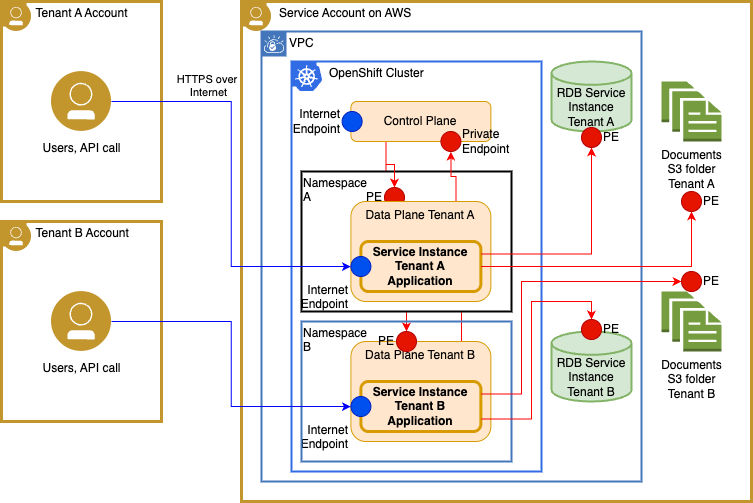 Tenant A Account
Users, API call
HTTPS over
Internet
Tenant B Account
Users, API call
Service Account on AWS
VPC
OpenShift Cluster
Internet
Endpoint
Control Plane
Private
Endpoint
Namespace
A
PE
Data Plane Tenant A
Service Instance
Tenant A
Application
Internet
Endpoint
Namespace
B
PE
Data Plane Tenant B
Service Instance
Tenant B
Application
Internet
Endpoint
RDB Service
Instance
Tenant A
PE
Documents
S3 folder
Tenant A
PE
PE
PE
RDB Service
Instance
Tenant B
Documents
S3 folder
Tenant B